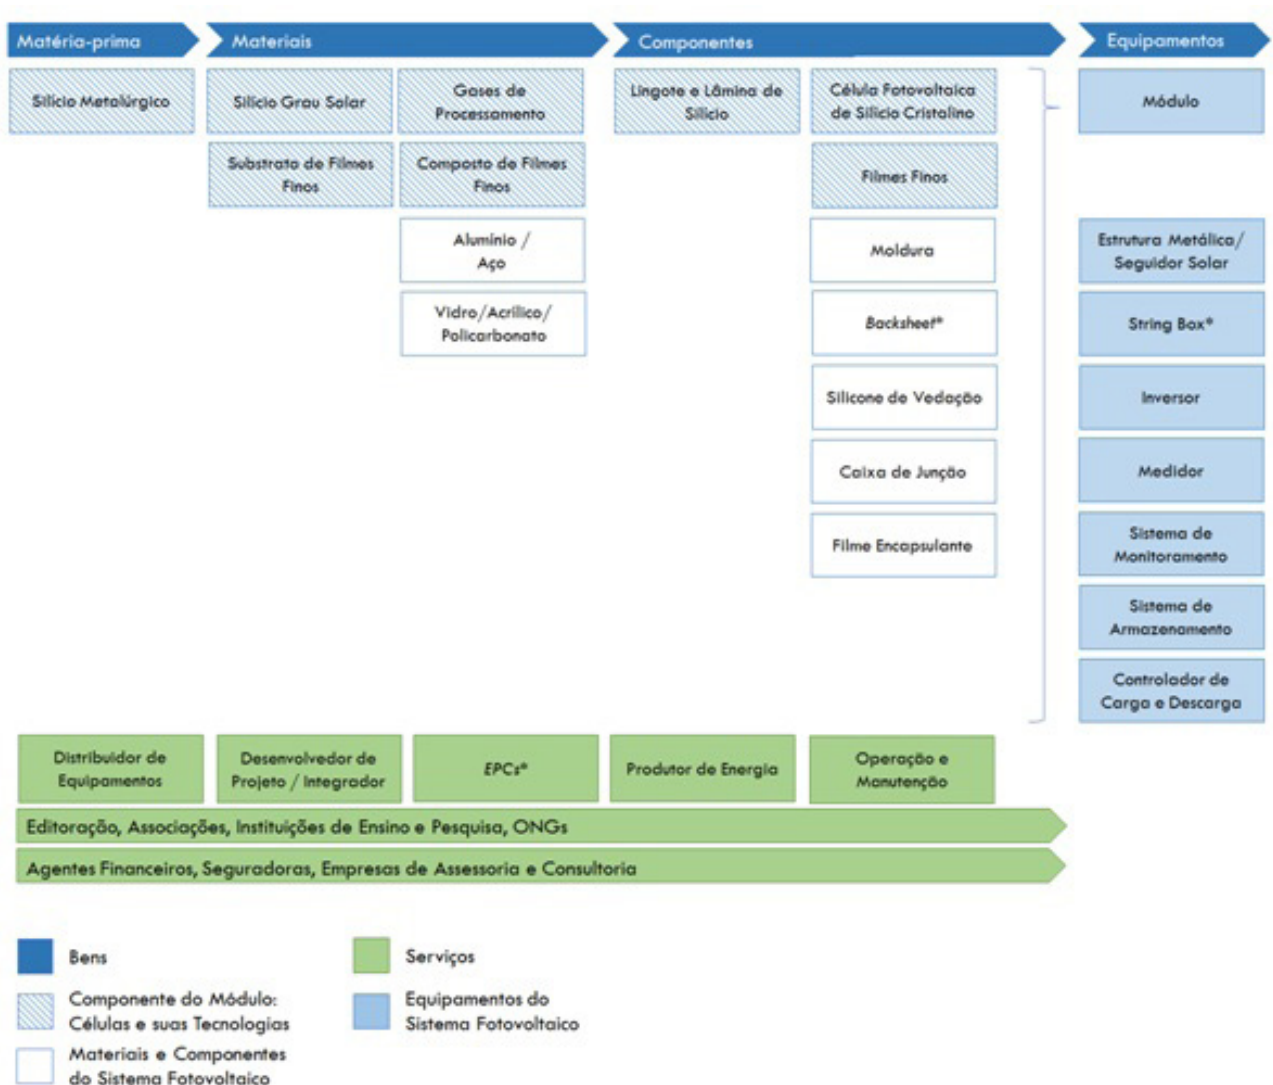 Matéria-prima
Materiais
Componentes
Equipamentos
Silício Metalúrgico
Silício Grau Solar
Gases de
Processamento
Lingote e Lâmina de
Silício
Célula Fotovoltaica
de Silício Cristalino
Módulo
Substrato de Filmes
Finos
Composto de Filmes
Finos
Filmes Finos
Alumínio /
Aço
Moldura
Estrutura Metálica/
Seguidor Solar
Vidro/Acrílico/
Policarbonato
Backsheet*
String Box*
Silicone de Vedação
Inversor
Caixa de Junção
Medidor
Filme Encapsulante
Sistema de
Monitoramento
Sistema de
Armazenamento
Controlador de
Carga e Descarga
Distribuidor de
Equipamentos
Desenvolvedor de
Projeto / Integrador
EPCs*
Produtor de Energia
Operação e
Manutenção
Editoração, Associações, Instituições de Ensino e Pesquisa, ONGs
Agentes Financeiros, Seguradoras, Empresas de Assessoria e Consultoria
Bens
Serviços
Componente do Módulo:
Células e suas Tecnologias
Equipamentos do
Sistema Fotovoltaico
Materiais e Componentes
do Sistema Fotovoltaico